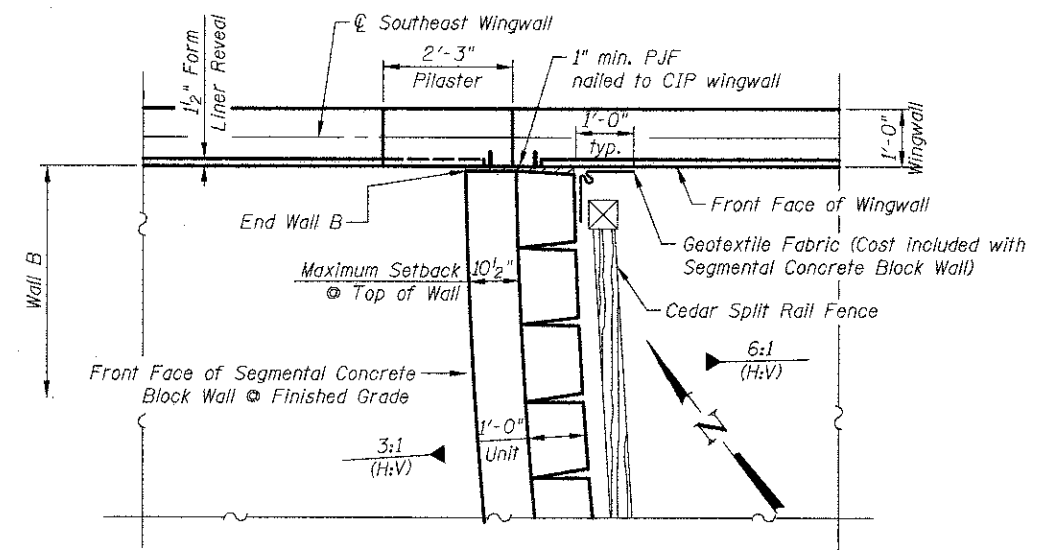 ℄ Southeast Wingwall
2'-3"
Pilaster
1" min. PJF
nailed to CIP wingwall
1½" Form
Liner Reveal
1'-0"
typ.
1'-0"
Wingwall
End Wall B
Front Face of Wingwall
Geotextile Fabric (Cost included with
Segmental Concrete Block Wall)
Wall B
Maximum Setback
@ Top of Wall
10½"
Cedar Split Rail Fence
6:1
(H:V)
Front Face of Segmental Concrete
Block Wall @ Finished Grade
1'-0"
Unit
3:1
(H:V)
N